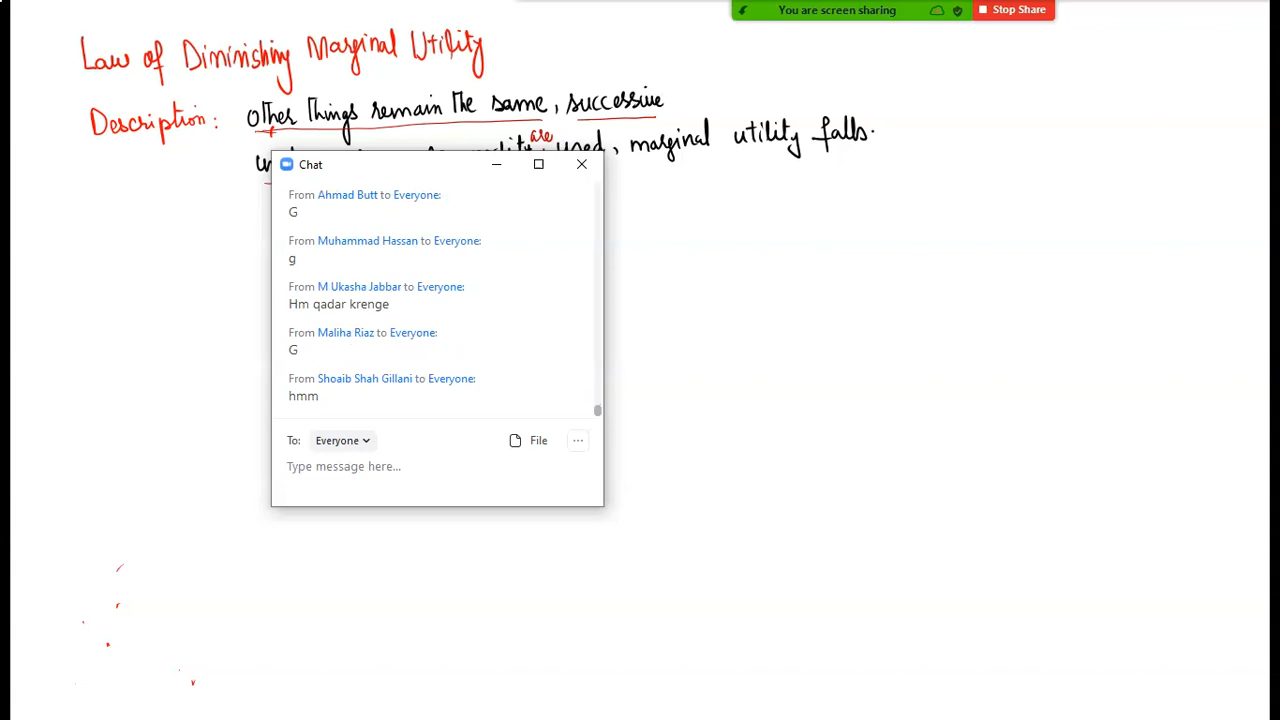 You are screen sharing
Stop Share
Law of Diminishing Marginal Utility
Description: other things remain the same, successive
are used, marginal utility falls.
Chat
From Ahmad Butt to Everyone:
G
From Muhammad Hassan to Everyone:
g
From M Ukasha Jabbar to Everyone:
Hm qadar krenge
From Maliha Riaz to Everyone:
G
From Shoaib Shah Gillani to Everyone:
hmm
To: Everyone
File
Type message here...